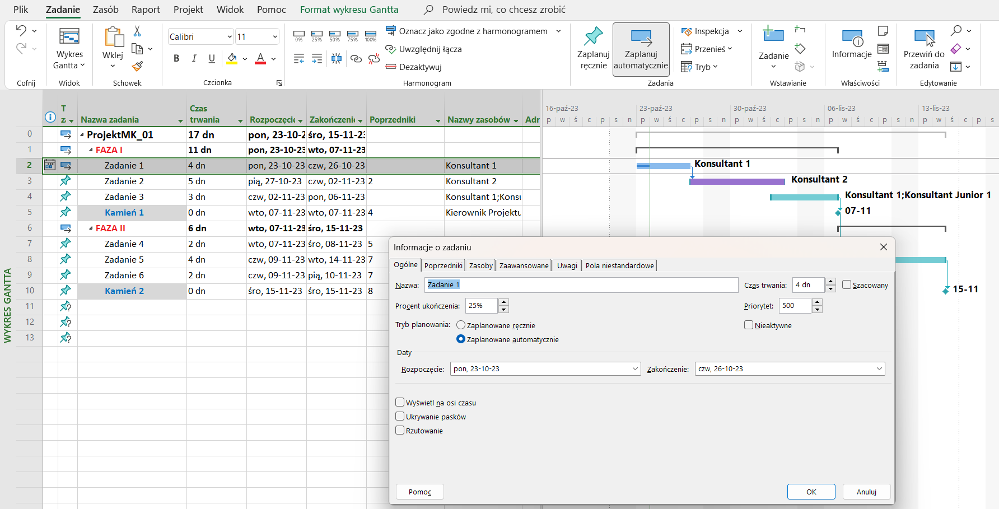 Plik Zadanie Zasób Raport Projekt Widok Pomoc Format wykresu Gantta Powiedz mi, co chcesz zrobić
Calibri 11
B I U A
0% 25% 50% 75% 100%
Wykres Gantta
Wklej
Oznacz jako zgodne z harmonogramem
Uwzględnij łącza
Dezaktywuj
Zaplanuj ręcznie
Zaplanuj automatycznie
Inspekcja
Przenieś
Tryb
Zadanie
Informacje
Przewiń do zadania
Cofnij Widok Schowek Czcionka Harmonogram Zadania Wstawianie Właściwości Edytowanie
WYKRES GANTTA
T
Nazwa zadania Czas trwania Poprzedniki Nazwy zasobów
0 ProjektMK_01 17 dn pon, 23-10-2 śro, 15-11-23
1 FAZA I 11 dn pon, 23-10-23 wto, 07-11-23
2 Zadanie 1 4 dn pon, 23-10-23 czw, 26-10-23 Konsultant 1
3 Zadanie 2 5 dn pią, 27-10-23 czw, 02-11-23 2 Konsultant 2
4 Zadanie 3 3 dn czw, 02-11-23 pon, 06-11-23 Konsultant 1;Konsu
5 Kamień 1 0 dn wto, 07-11-23 wto, 07-11-23 4 Kierownik Projektu
6 FAZA II 6 dn wto, 07-11-23 śro, 15-11-23
7 Zadanie 4 2 dn wto, 07-11-23 śro, 08-11-23 5
8 Zadanie 5 4 dn czw, 09-11-23 wto, 14-11-23 7
9 Zadanie 6 2 dn czw, 09-11-23 pią, 10-11-23 7
10 Kamień 2 0 dn śro, 15-11-23 śro, 15-11-23 8
11 ?
12 ?
13 ?
16-paź-23 23-paź-23 30-paź-23 06-lis-23 13-lis-23
p w ś c p s n p w ś c p s n p w ś c p s n p w ś c p s n p w ś c p s
Konsultant 1
Konsultant 2
Konsultant 1;Konsultant Junior 1
07-11
15-11
Informacje o zadaniu
Ogólne Poprzedniki Zasoby Zaawansowane Uwagi Pola niestandardowe
Nazwa: Zadanie 1 Czas trwania: 4 dn Szacowany
Procent ukończenia: 25% Priorytet: 500
Tryb planowania: Zaplanowane ręcznie Nieaktywne
Zaplanowane automatycznie
Daty
Rozpoczęcie: pon, 23-10-23 Zakończenie: czw, 26-10-23
Wyświetl na osi czasu
Ukrywanie pasków
Rzutowanie
Pomoc OK Anuluj